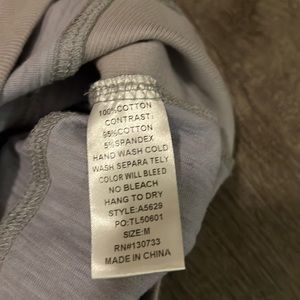 100%COTTON
CONTRAST:
95%COTTON
5%SPANDEX
HAND WASH COLD
WASH SEPARA TELY
COLOR WILL BLEED
NO BLEACH
HANG TO DRY
STYLE:A5629
PO:TL50601
SIZE:M
RN#130733
MADE IN CHINA